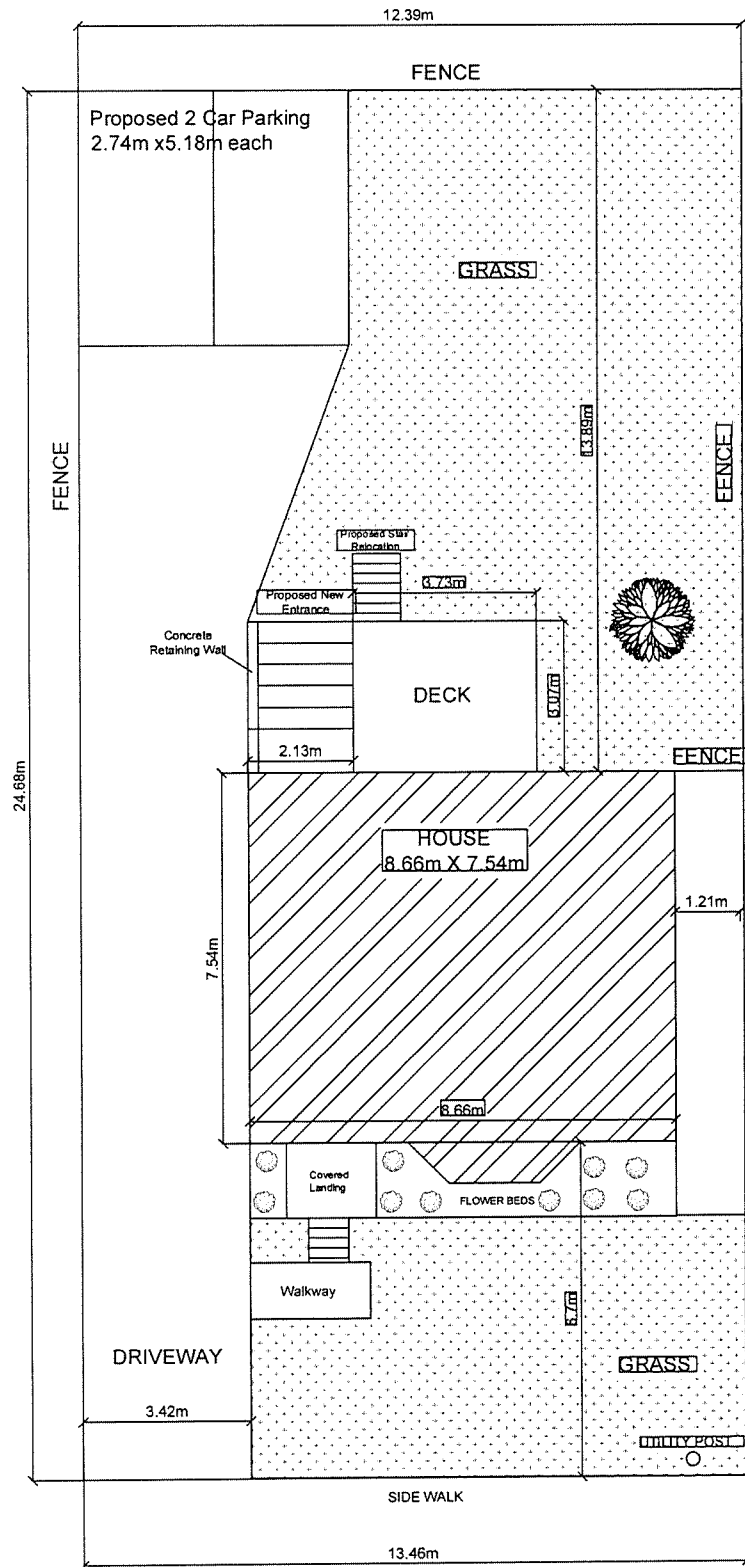 12.39m
FENCE
Proposed 2 Car Parking
2.74m x5.18m each
GRASS
13.89m
FENCE
FENCE
Proposed Stair
Relocation
3.73m
Proposed New
Entrance
Concrete
Retaining Wall
DECK
3.07m
2.13m
FENCE
24.68m
HOUSE
8.66m X 7.54m
1.21m
7.54m
8.66m
Covered
Landing
FLOWER BEDS
Walkway
6.7m
DRIVEWAY
GRASS
3.42m
UTILITY POST
SIDE WALK
13.46m